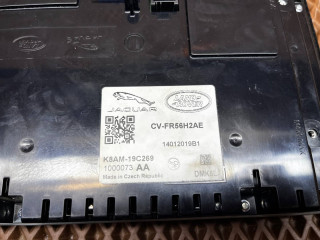 JAGUAR
LAND
ROVER
CV-FR56H2AE
14012019B1
K8AM-19C269
1000073 AA
Made in Czech Republic